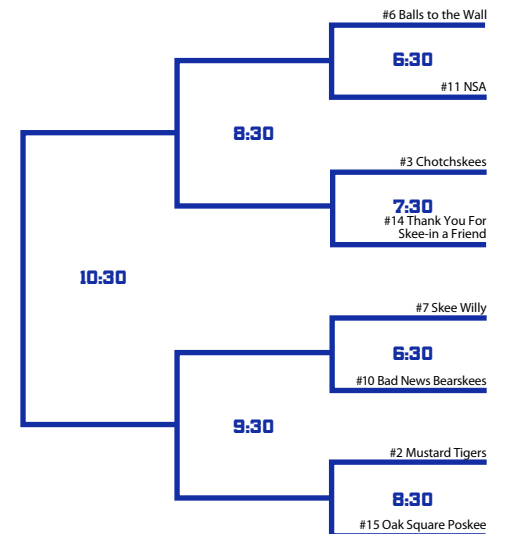 #6 Balls to the Wall
6:30
#11 NSA
8:30
#3 Chotchskees
7:30
#14 Thank You For
Skee-in a Friend
10:30
#7 Skee Willy
6:30
#10 Bad News Bearskees
9:30
#2 Mustard Tigers
8:30
#15 Oak Square Poskee